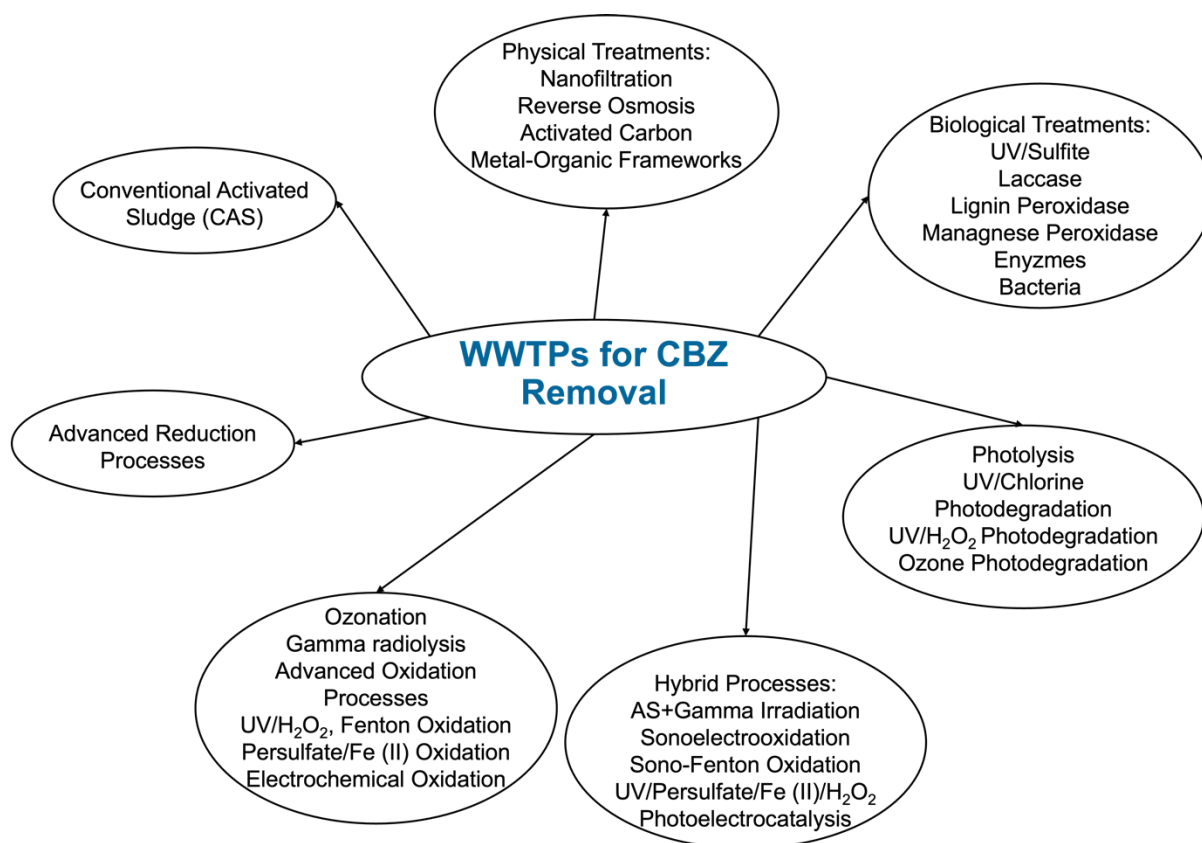 Physical Treatments:
Nanofiltration
Reverse Osmosis
Activated Carbon
Metal-Organic Frameworks
Biological Treatments:
UV/Sulfite
Laccase
Lignin Peroxidase
Managnese Peroxidase
Enyzmes
Bacteria
Conventional Activated
Sludge (CAS)
WWTPs for CBZ
Removal
Advanced Reduction
Processes
Photolysis
UV/Chlorine
Photodegradation
UV/H₂O₂ Photodegradation
Ozone Photodegradation
Ozonation
Gamma radiolysis
Advanced Oxidation
Processes
UV/H₂O₂, Fenton Oxidation
Persulfate/Fe (II) Oxidation
Electrochemical Oxidation
Hybrid Processes:
AS+Gamma Irradiation
Sonoelectrooxidation
Sono-Fenton Oxidation
UV/Persulfate/Fe (II)/H₂O₂
Photoelectrocatalysis